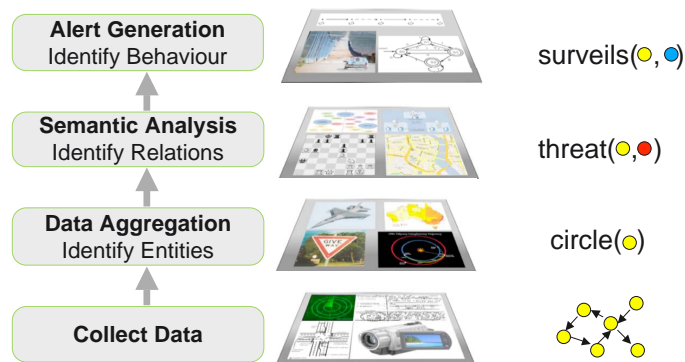 Alert Generation
Identify Behaviour
surveils( , )
Semantic Analysis
Identify Relations
threat( , )
Data Aggregation
Identify Entities
GIVE
WAY
circle( )
Collect Data